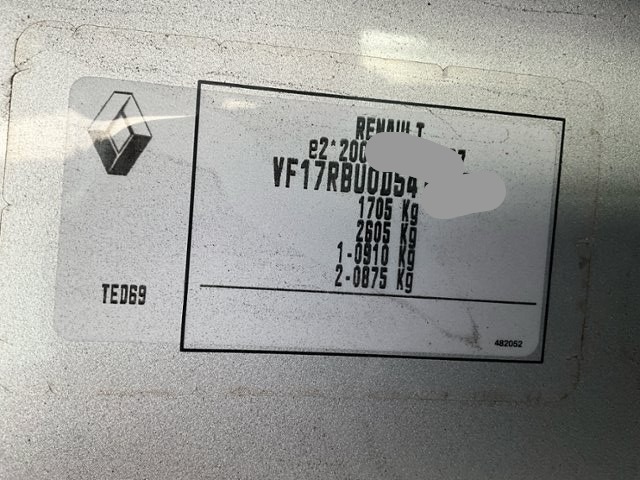 RENAULT
e2*200
VF17RBU0D54
1705 Kg
2605 Kg
1-0910 Kg
2-0875 Kg
TED69
482052